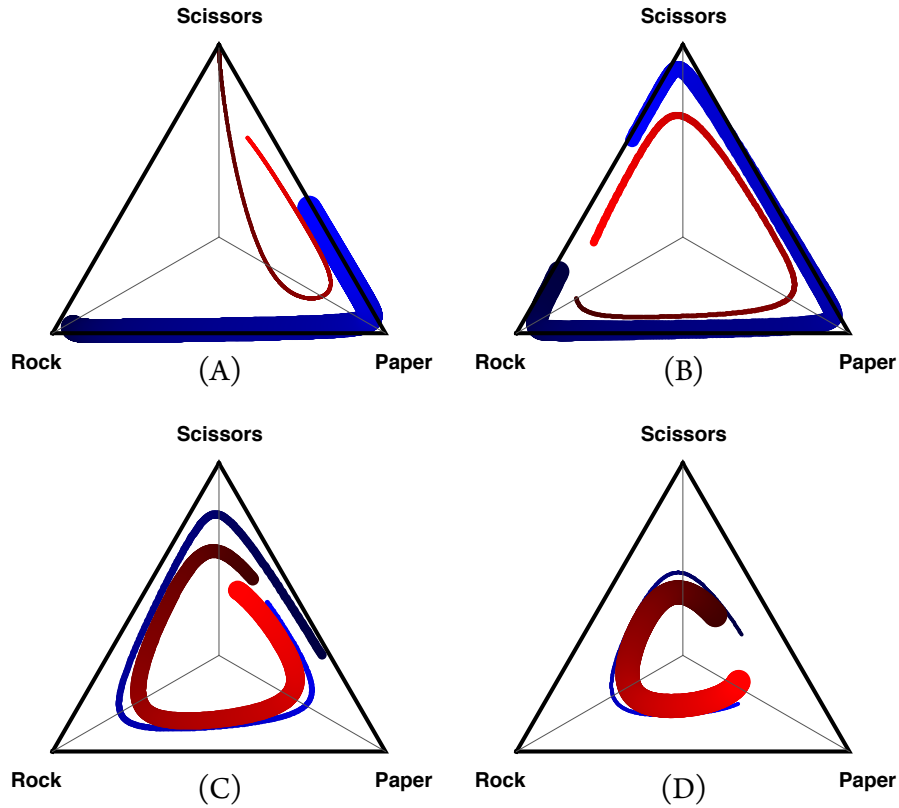 Scissors
Scissors
Rock
(A)
Paper
Rock
(B)
Paper
Scissors
Scissors
Rock
(C)
Paper
Rock
(D)
Paper